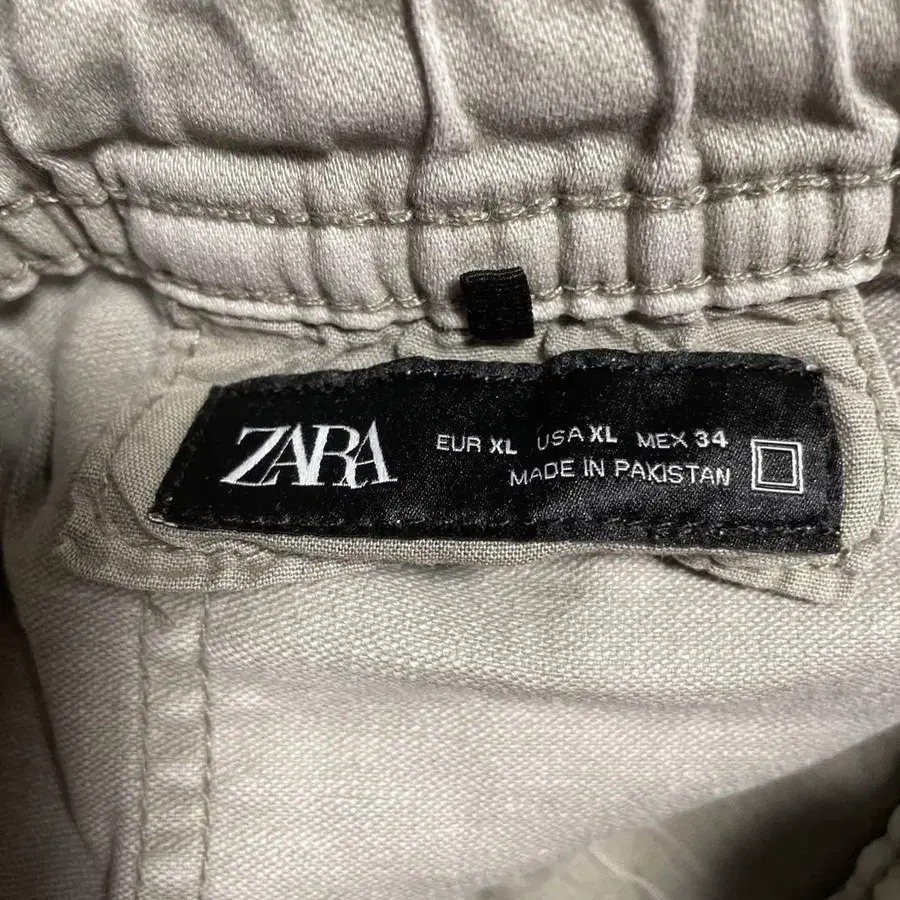 ZARA
EUR XL USA XL MEX 34
MADE IN PAKISTAN